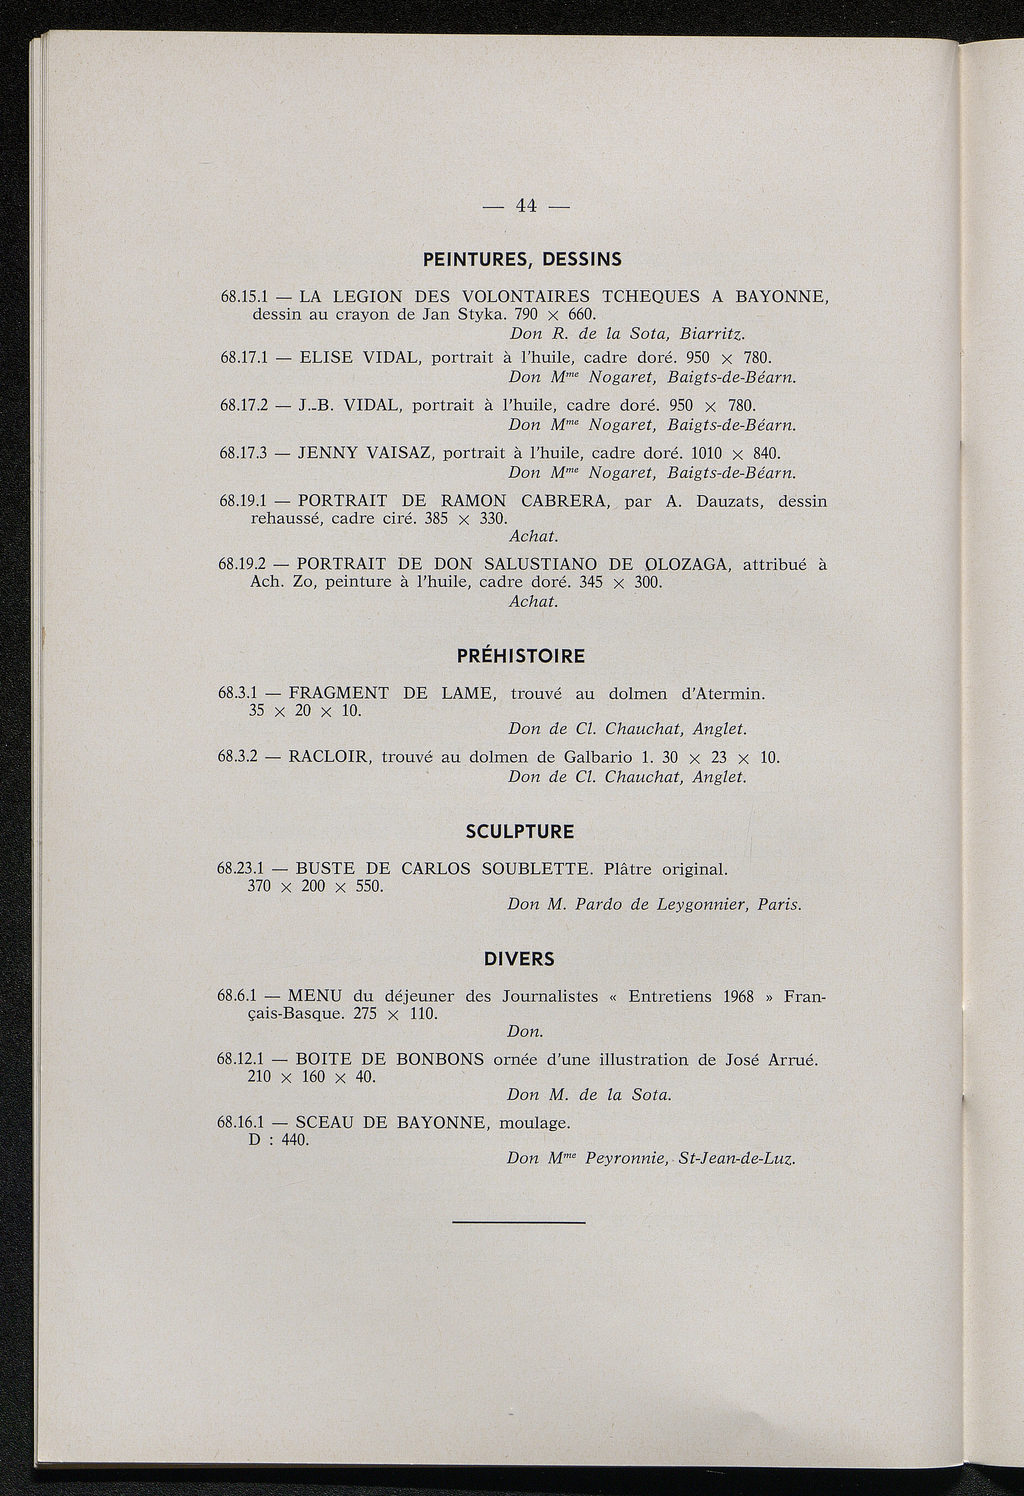 — 44 —
PEINTURES, DESSINS
68.15.1 — LA LEGION DES VOLONTAIRES TCHEQUES A BAYONNE,
dessin au crayon de Jan Styka. 790 × 660.
Don R. de la Sota, Biarritz.
68.17.1 — ELISE VIDAL, portrait à l'huile, cadre doré. 950 × 780.
Don Mme Nogaret, Baigts-de-Béarn.
68.17.2 — J.-B. VIDAL, portrait à l'huile, cadre doré. 950 × 780.
Don Mme Nogaret, Baigts-de-Béarn.
68.17.3 — JENNY VAISAZ, portrait à l'huile, cadre doré. 1010 × 840.
Don Mme Nogaret, Baigts-de-Béarn.
68.19.1 — PORTRAIT DE RAMON CABRERA, par A. Dauzats, dessin
rehaussé, cadre ciré. 385 × 330.
Achat.
68.19.2 — PORTRAIT DE DON SALUSTIANO DE OLOZAGA, attribué à
Ach. Zo, peinture à l'huile, cadre doré. 345 × 300.
Achat.
PRÉHISTOIRE
68.3.1 — FRAGMENT DE LAME, trouvé au dolmen d'Atermin.
35 × 20 × 10.
Don de Cl. Chauchat, Anglet.
68.3.2 — RACLOIR, trouvé au dolmen de Galbario 1. 30 × 23 × 10.
Don de Cl. Chauchat, Anglet.
SCULPTURE
68.23.1 — BUSTE DE CARLOS SOUBLETTE. Plâtre original.
370 × 200 × 550.
Don M. Pardo de Leygonnier, Paris.
DIVERS
68.6.1 — MENU du déjeuner des Journalistes « Entretiens 1968 » Fran-
çais-Basque. 275 × 110.
Don.
68.12.1 — BOITE DE BONBONS ornée d'une illustration de José Arrué.
210 × 160 × 40.
Don M. de la Sota.
68.16.1 — SCEAU DE BAYONNE, moulage.
D : 440.
Don Mme Peyronnie, St-Jean-de-Luz.